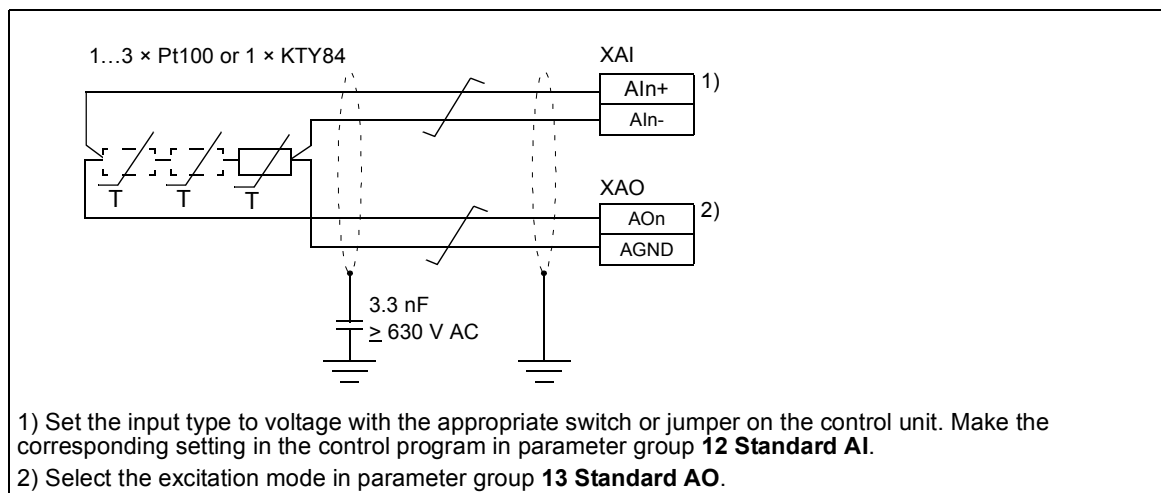 1…3 × Pt100 or 1 × KTY84
XAI
AIn+
1)
AIn-
T
T
T
XAO
AOn
2)
AGND
3.3 nF
≥ 630 V AC
1) Set the input type to voltage with the appropriate switch or jumper on the control unit. Make the
corresponding setting in the control program in parameter group 12 Standard AI.
2) Select the excitation mode in parameter group 13 Standard AO.